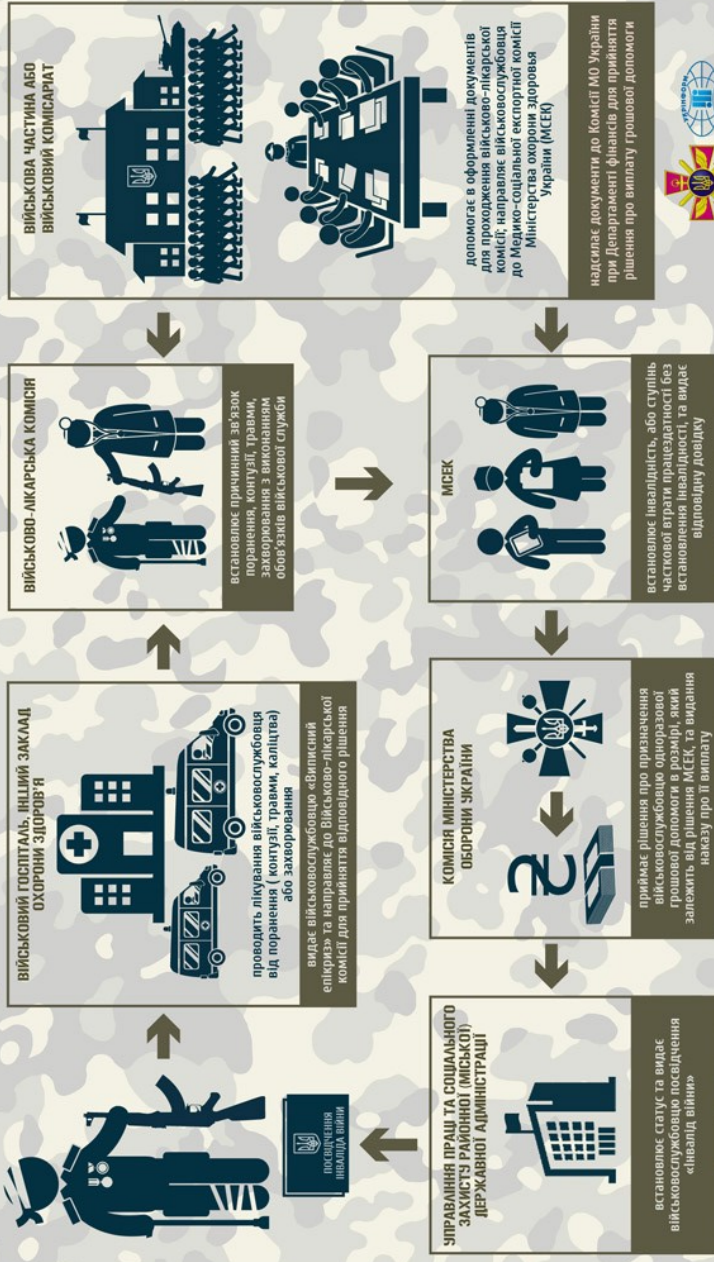 ВІЙСЬКОВИЙ ГОСПІТАЛЬ, ІНШИЙ ЗАКЛАД
ОХОРОНИ ЗДОРОВ'Я
проводить лікування військовослужбовця
від поранення ( контузії, травми, каліцтва)
або захворювання
видає військовослужбовцю «Виписний
епікриз» та направляє до Військово-лікарської
комісії для прийняття відповідного рішення
ВІЙСЬКОВО-ЛІКАРСЬКА КОМІСІЯ
встановлює причинний зв'язок
поранення, контузії, травми,
захворювання з виконанням
обов'язків військової служби
ВІЙСЬКОВА ЧАСТИНА АБО
ВІЙСЬКОВИЙ КОМІСАРІАТ
допомагає в оформленні документів
для проходження військово-лікарської
комісії, направляє військовослужбовця
до Медико-соціальної експортної комісії
Міністерства охорони здоровья
України (МСЕК)
надсилає документи до Комісії МО України
при Департаменті фінансів для прийняття
рішення про виплату грошової допомоги
ПОСВІДЧЕННЯ
ІНВАЛІДА ВІЙНИ
УПРАВЛІННЯ ПРАЦІ ТА СОЦІАЛЬНОГО
ЗАХИСТУ РАЙОННОЇ (МІСЬКОЇ)
ДЕРЖАВНОЇ АДМІНІСТРАЦІЇ
встановлює статус та видає
військовослужбовцю посвідчення
«Інвалід війни»
КОМІСІЯ МІНІСТЕРСТВА
ОБОРОНИ УКРАЇНИ
₴
приймає рішення про призначення
військовослужбовцю одноразової
грошової допомоги в розмірі, який
залежить від рішення МСЕК, та видання
наказу про її виплату
МСЕК
встановлює інвалідність, або ступінь
часткової втрати працездатності без
встановлення інвалідності, та видає
відповідну довідку